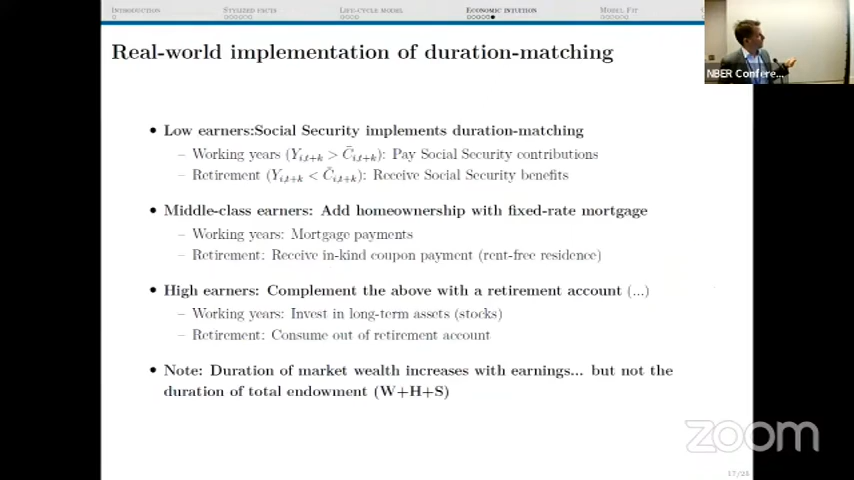 Introduction Stylized facts Life-cycle model Economic intuition Model Fit
Real-world implementation of duration-matching
NBER Confere...
• Low earners:Social Security implements duration-matching
– Working years (Y_{i,t+k} > C̄_{i,t+k}): Pay Social Security contributions
– Retirement (Y_{i,t+k} < C̄_{i,t+k}): Receive Social Security benefits
• Middle-class earners: Add homeownership with fixed-rate mortgage
– Working years: Mortgage payments
– Retirement: Receive in-kind coupon payment (rent-free residence)
• High earners: Complement the above with a retirement account (...)
– Working years: Invest in long-term assets (stocks)
– Retirement: Consume out of retirement account
• Note: Duration of market wealth increases with earnings... but not the
duration of total endowment (W+H+S)
zoom